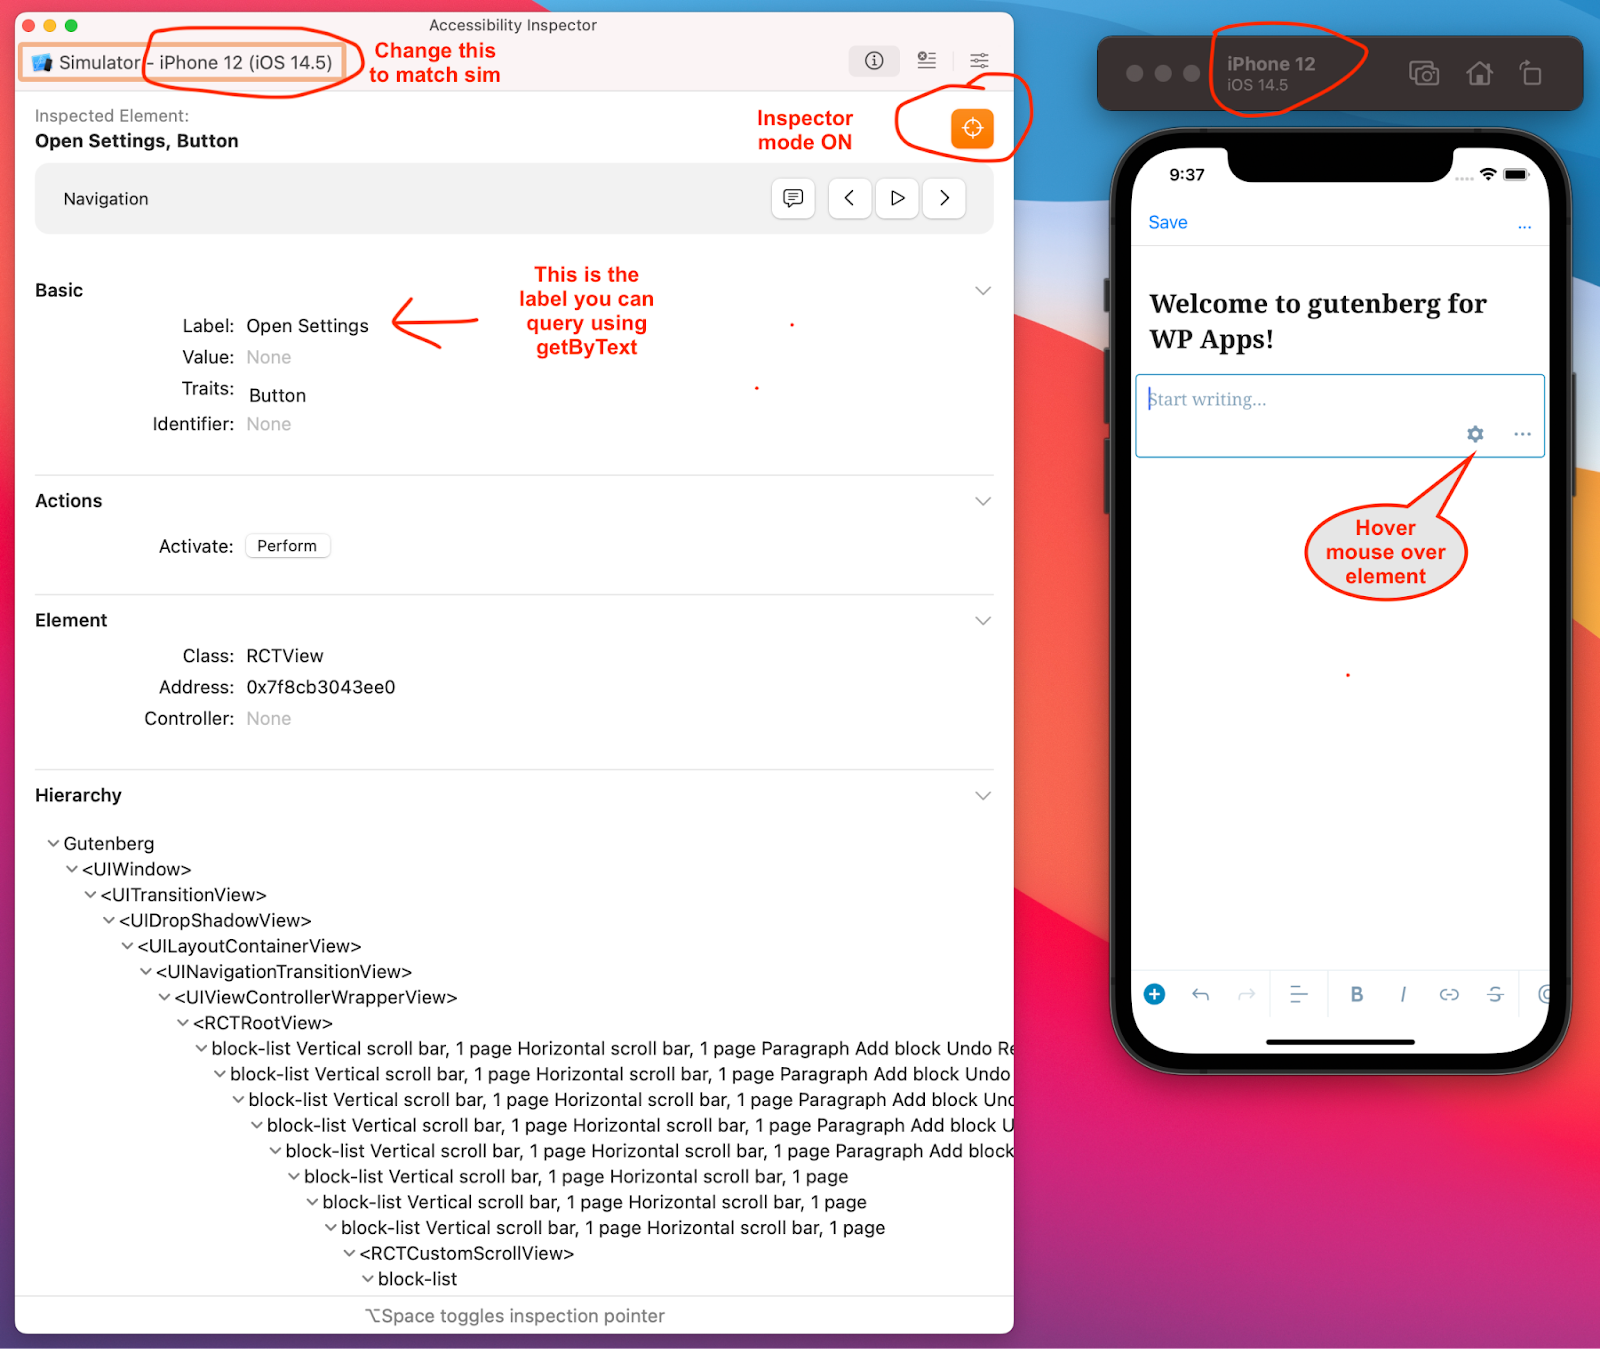 Accessibility Inspector
Simulator – iPhone 12 (iOS 14.5)
Change this
to match sim
Inspected Element:
Open Settings, Button
Inspector
mode ON
Navigation
Basic
Label: Open Settings
Value: None
Traits: Button
Identifier: None
This is the
label you can
query using
getByText
Actions
Activate: Perform
Element
Class: RCTView
Address: 0x7f8cb3043ee0
Controller: None
Hierarchy
Gutenberg
<UIWindow>
<UITransitionView>
<UIDropShadowView>
<UILayoutContainerView>
<UINavigationTransitionView>
<UIViewControllerWrapperView>
<RCTRootView>
block-list Vertical scroll bar, 1 page Horizontal scroll bar, 1 page Paragraph Add block Undo Re
block-list Vertical scroll bar, 1 page Horizontal scroll bar, 1 page Paragraph Add block Undo
block-list Vertical scroll bar, 1 page Horizontal scroll bar, 1 page Paragraph Add block Und
block-list Vertical scroll bar, 1 page Horizontal scroll bar, 1 page Paragraph Add block U
block-list Vertical scroll bar, 1 page Horizontal scroll bar, 1 page Paragraph Add block
block-list Vertical scroll bar, 1 page Horizontal scroll bar, 1 page
block-list Vertical scroll bar, 1 page Horizontal scroll bar, 1 page
block-list Vertical scroll bar, 1 page Horizontal scroll bar, 1 page
<RCTCustomScrollView>
block-list
⌥Space toggles inspection pointer
iPhone 12
iOS 14.5
9:37
Save
...
Welcome to gutenberg for
WP Apps!
Start writing...
Hover
mouse over
element
B I S